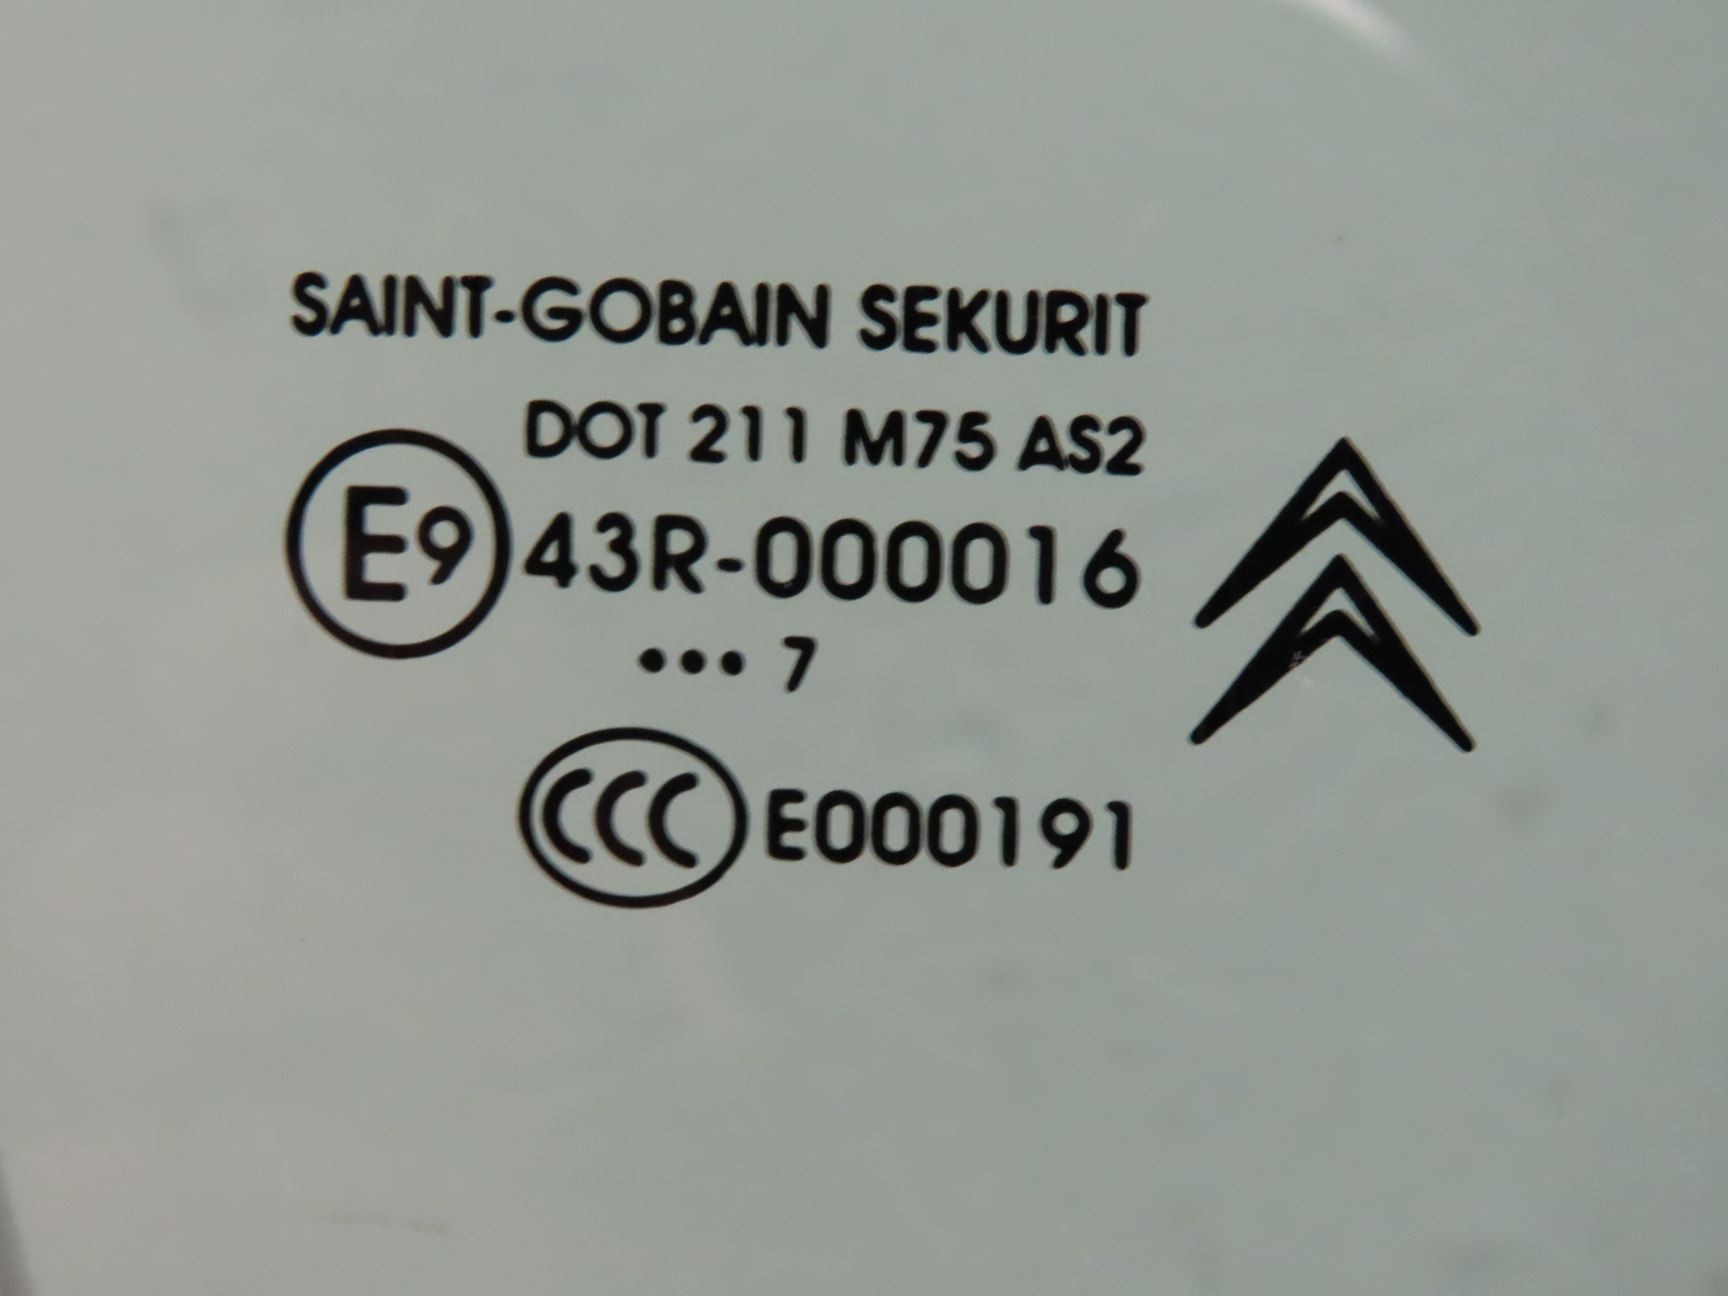 SAINT-GOBAIN SEKURIT
DOT 211 M75 AS2
E9 43R-000016
••• 7
CCC E000191